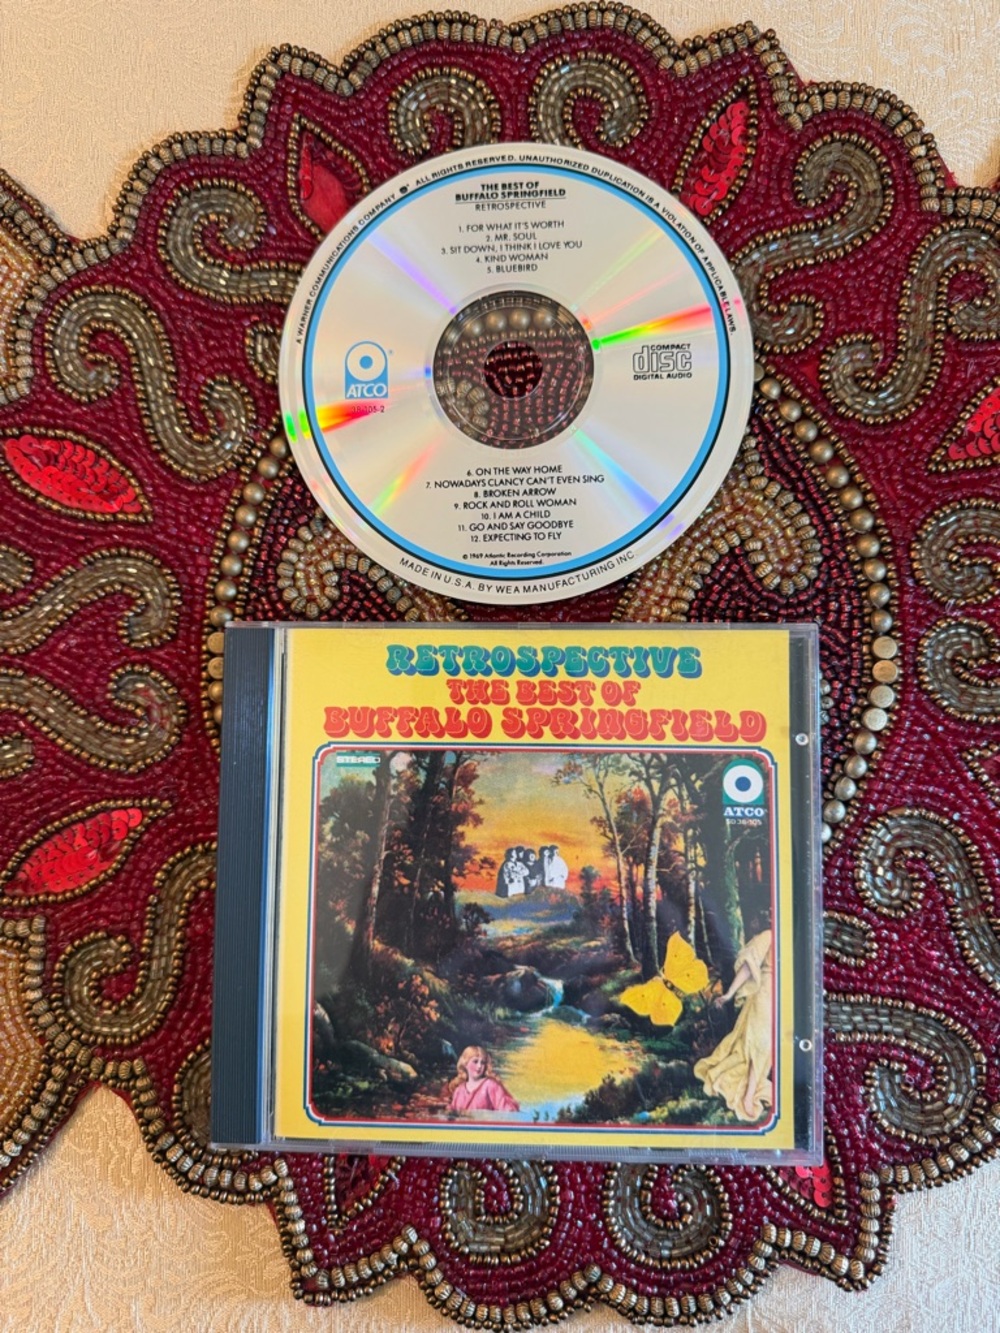 A WARNER COMMUNICATIONS COMPANY ® ALL RIGHTS RESERVED. UNAUTHORIZED DUPLICATION IS A VIOLATION OF APPLICABLE LAWS.
THE BEST OF
BUFFALO SPRINGFIELD
RETROSPECTIVE
1. FOR WHAT IT'S WORTH
2. MR. SOUL
3. SIT DOWN, I THINK I LOVE YOU
4. KIND WOMAN
5. BLUEBIRD
ATCO
COMPACT
disc
DIGITAL AUDIO
6. ON THE WAY HOME
7. NOWADAYS CLANCY CAN'T EVEN SING
8. BROKEN ARROW
9. ROCK AND ROLL WOMAN
10. I AM A CHILD
11. GO AND SAY GOODBYE
12. EXPECTING TO FLY
© 1969 Atlantic Recording Corporation
All Rights Reserved.
MADE IN U.S.A. BY WEA MANUFACTURING INC.
RETROSPECTIVE
THE BEST OF
BUFFALO SPRINGFIELD
STEREO
ATCO
SD 38-105